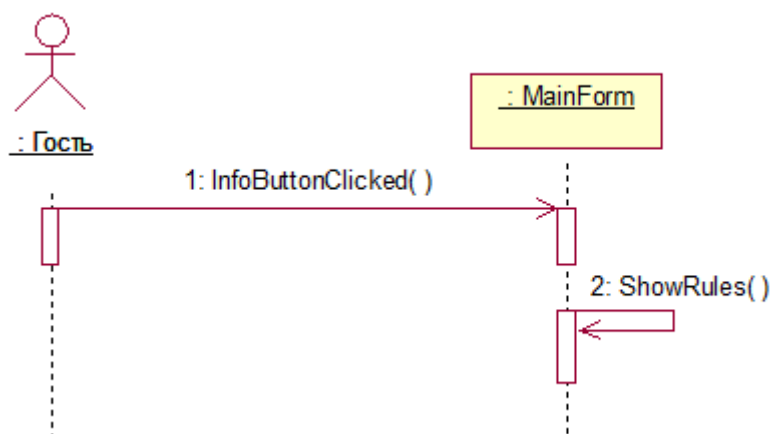 : Гость
: MainForm
1: InfoButtonClicked( )
2: ShowRules( )